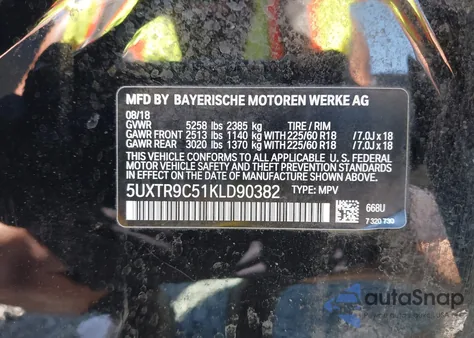 MFD BY BAYERISCHE MOTOREN WERKE AG
08/18
GVWR 5258 lbs 2385 kg TIRE / RIM
GAWR FRONT 2513 lbs 1140 kg WITH 225/60 R18 /7.0J x 18
GAWR REAR 3020 lbs 1370 kg WITH 225/60 R18 /7.0J x 18
THIS VEHICLE CONFORMS TO ALL APPLICABLE U. S. FEDERAL
MOTOR VEHICLE SAFETY STANDARDS
IN EFFECT ON THE DATE OF MANUFACTURE SHOWN ABOVE.
5UXTR9C51KLD90382 TYPE: MPV
668U
7 320 730
autoSnap